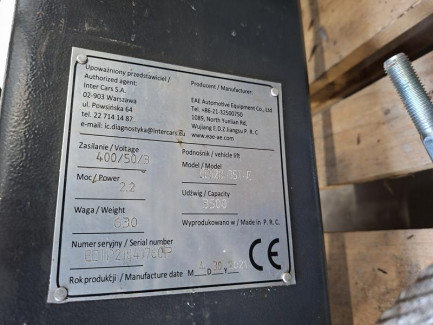 Upoważniony przedstawiciel /
Authorized agent:
Inter Cars S.A.
02-903 Warszawa
ul. Powsińska 64
tel. 22 714 14 87
e-mail: ic.diagnostyka@intercars.eu
Producent / Manufacturer:
EAE Automotive Equipment Co., Ltd
Tel. +86-21-32500750
1089, North Yunlian Rd,
Wujiang E.D.Z Jiangsu P. R. C.
www.eae-ae.com
Zasilanie / Voltage
400/50/3
Moc / Power
2.2
Waga / Weight
630
Numer seryjny / Serial number
Rok produkcji / Manufacture date M
Y
Podnośnik / vehicle lift
Model / Model
Udźwig / Capacity
3500
Wyprodukowano w / Made in P. R. C.
CE